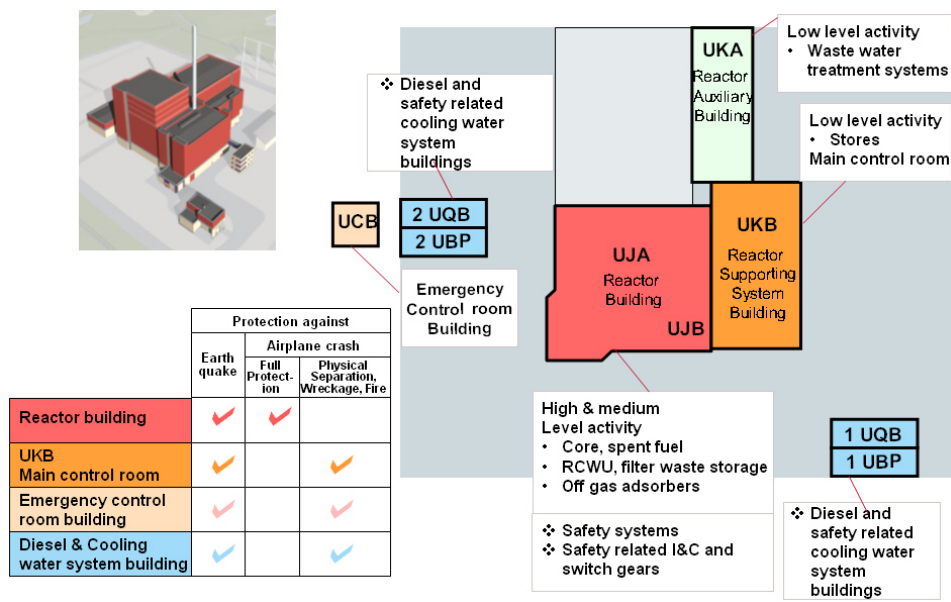 UKA
Reactor
Auxiliary
Building
Low level activity
• Waste water
treatment systems
❖ Diesel and
safety related
cooling water
system
buildings
Low level activity
• Stores
Main control room
UCB
2 UQB
2 UBP
UJA
Reactor
Building
UJB
UKB
Reactor
Supporting
System
Building
Emergency
Control room
Building
Protection against
Earth
quake
Airplane crash
Full
Protect-
ion
Physical
Separation,
Wreckage, Fire
Reactor building
UKB
Main control room
Emergency control
room building
Diesel & Cooling
water system building
High & medium
Level activity
• Core, spent fuel
• RCWU, filter waste storage
• Off gas adsorbers
❖ Safety systems
❖ Safety related I&C and
switch gears
1 UQB
1 UBP
❖ Diesel and
safety related
cooling water
system
buildings